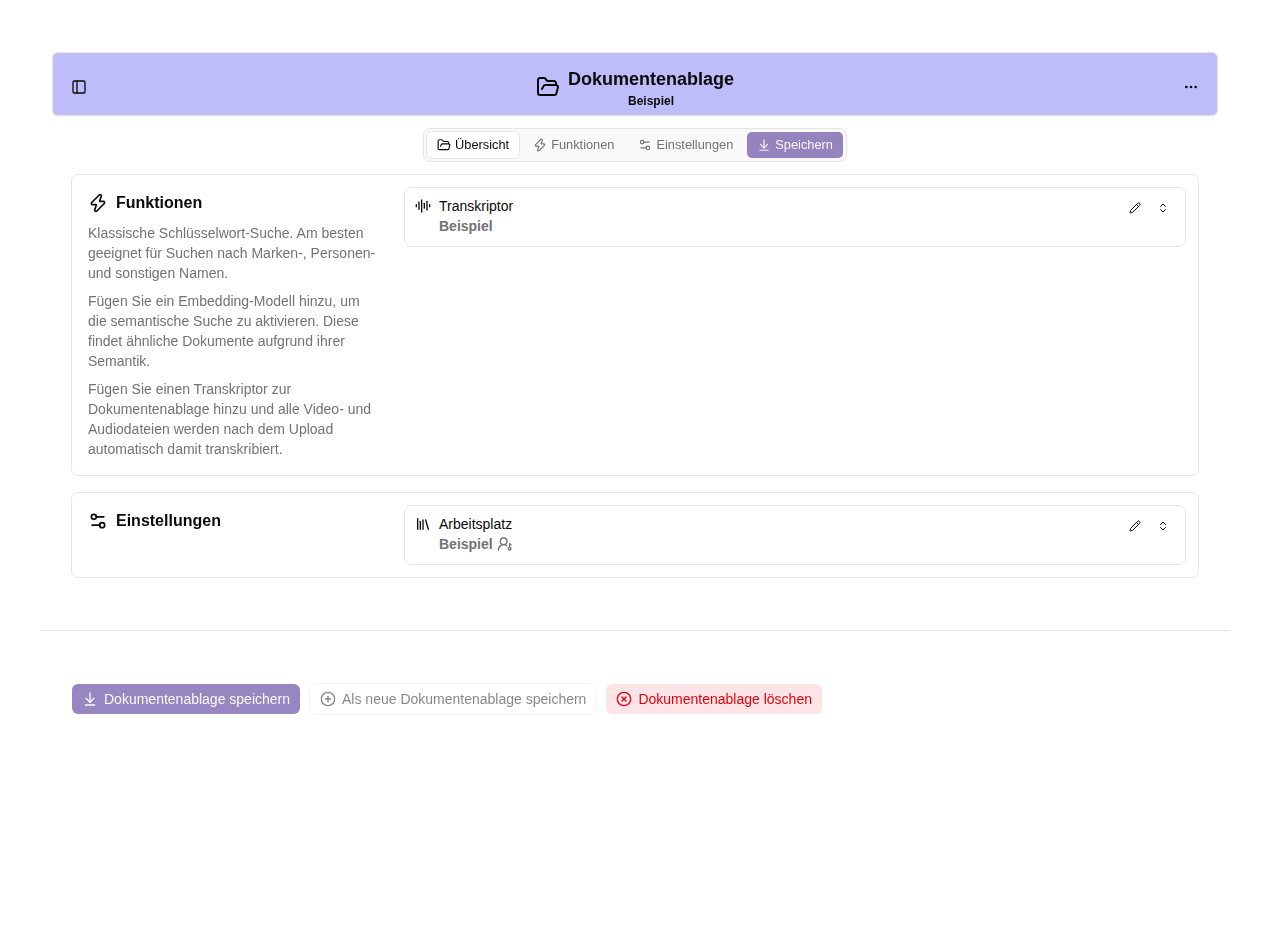 Dokumentenablage
Beispiel
Übersicht
Funktionen
Einstellungen
Speichern
Funktionen
Klassische Schlüsselwort-Suche. Am besten
geeignet für Suchen nach Marken-, Personen-
und sonstigen Namen.
Fügen Sie ein Embedding-Modell hinzu, um
die semantische Suche zu aktivieren. Diese
findet ähnliche Dokumente aufgrund ihrer
Semantik.
Fügen Sie einen Transkriptor zur
Dokumentenablage hinzu und alle Video- und
Audiodateien werden nach dem Upload
automatisch damit transkribiert.
Transkriptor
Beispiel
Einstellungen
Arbeitsplatz
Beispiel
Dokumentenablage speichern
Als neue Dokumentenablage speichern
Dokumentenablage löschen